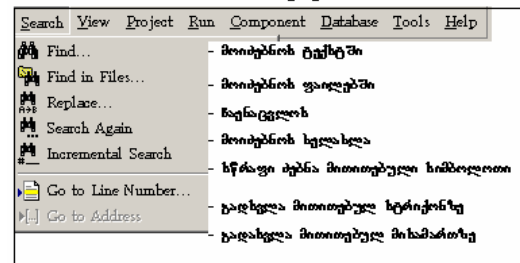 Search View Project Run Component Database Tools Help
Find... - მოიძებნოს ტექსტში
Find in Files... - მოიძებნოს ფაილებში
Replace... - ჩაენაცვლოს
Search Again - მოიძებნოს ხელახლა
Incremental Search - სწრაფი ძებნა მითითებული სიმბოლოთი
Go to Line Number... - გადასვლა მითითებულ სტრიქონზე
Go to Address - გადასვლა მითითებულ მისამართზე